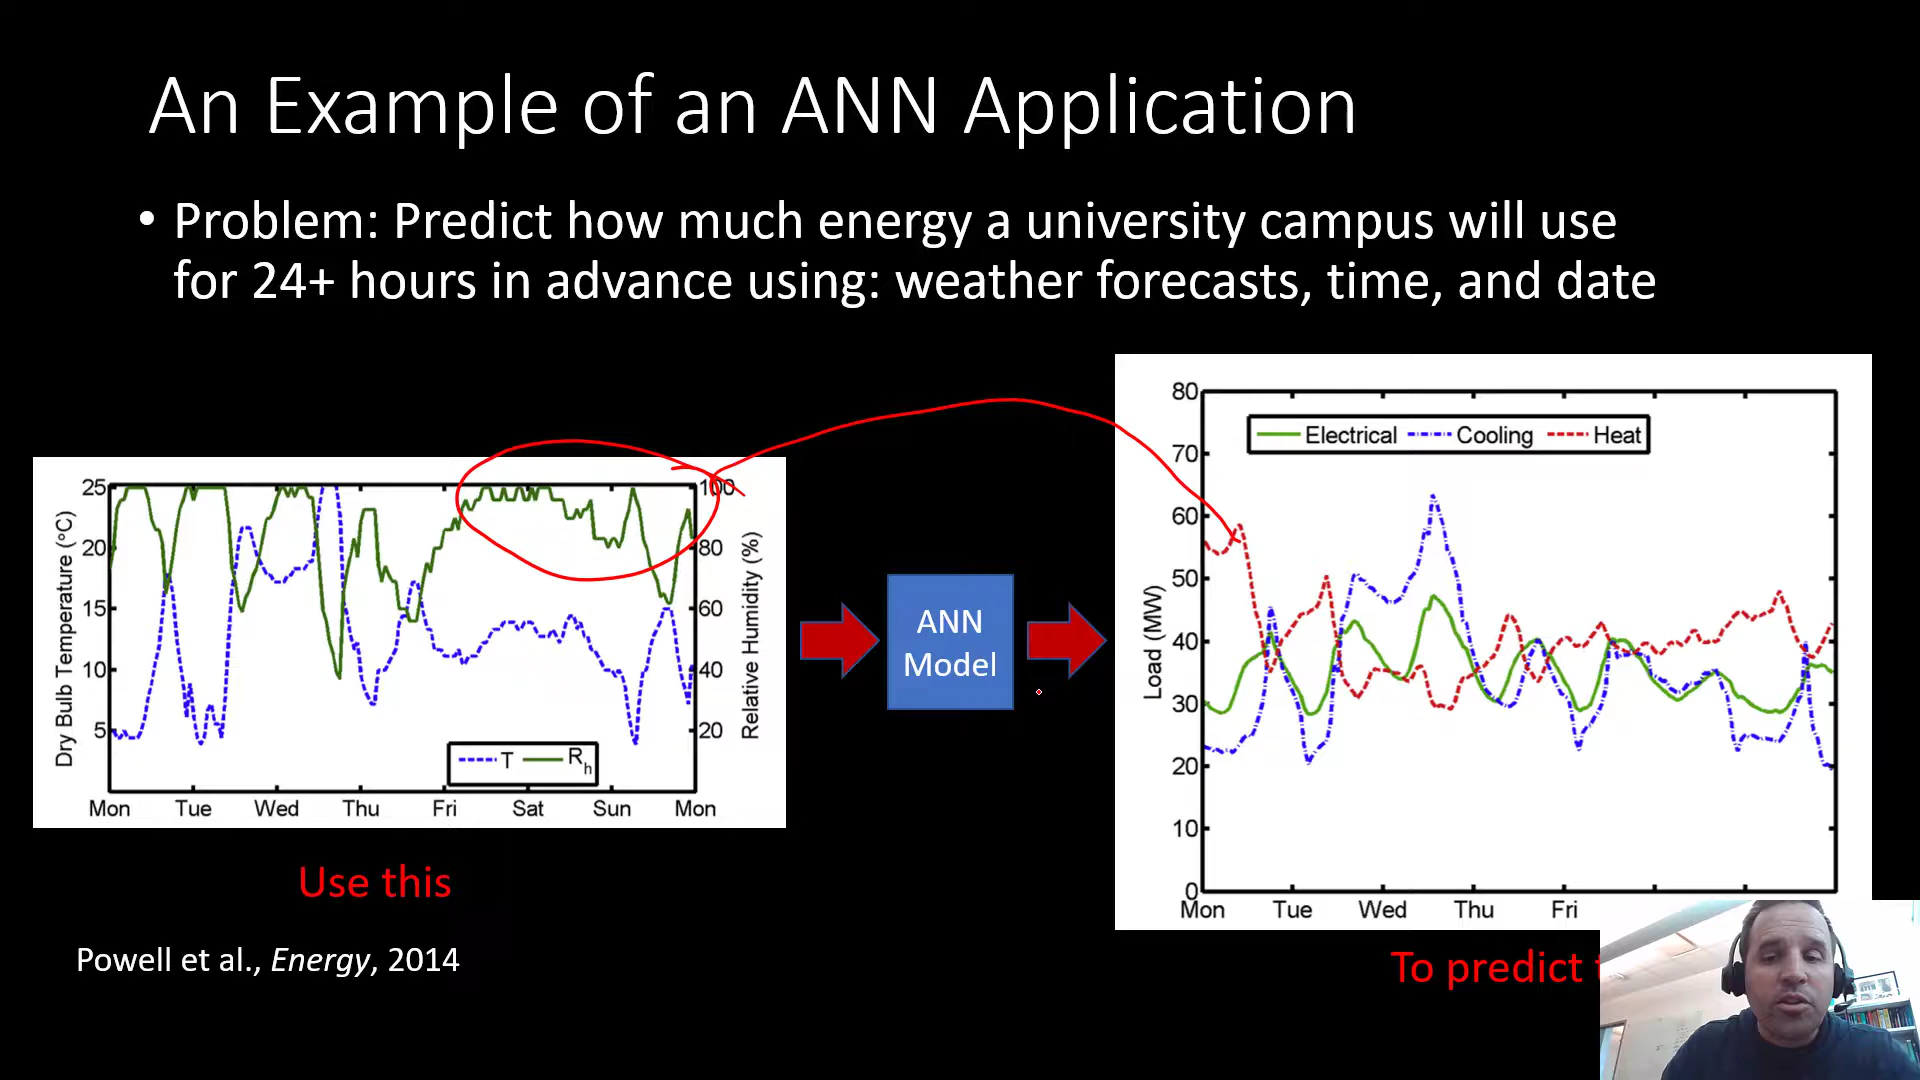 An Example of an ANN Application
• Problem: Predict how much energy a university campus will use
for 24+ hours in advance using: weather forecasts, time, and date
25
20
15
10
5
Dry Bulb Temperature (°C)
100
80
60
40
20
Relative Humidity (%)
T
Rh
Mon Tue Wed Thu Fri Sat Sun Mon
Use this
ANN
Model
80
70
60
50
40
30
20
10
0
Load (MW)
Electrical Cooling Heat
Mon Tue Wed Thu Fri
To predict
Powell et al., Energy, 2014